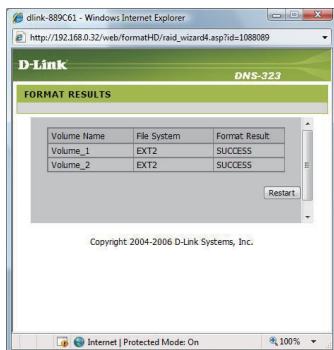 dlink-889C61 - Windows Internet Explorer
http://192.168.0.32/web/formatHD/raid_wizard4.asp?id=1088089
D-Link
DNS-323
FORMAT RESULTS
Volume Name File System Format Result
Volume_1 EXT2 SUCCESS
Volume_2 EXT2 SUCCESS
Restart
Copyright 2004-2006 D-Link Systems, Inc.
Internet | Protected Mode: On 100%